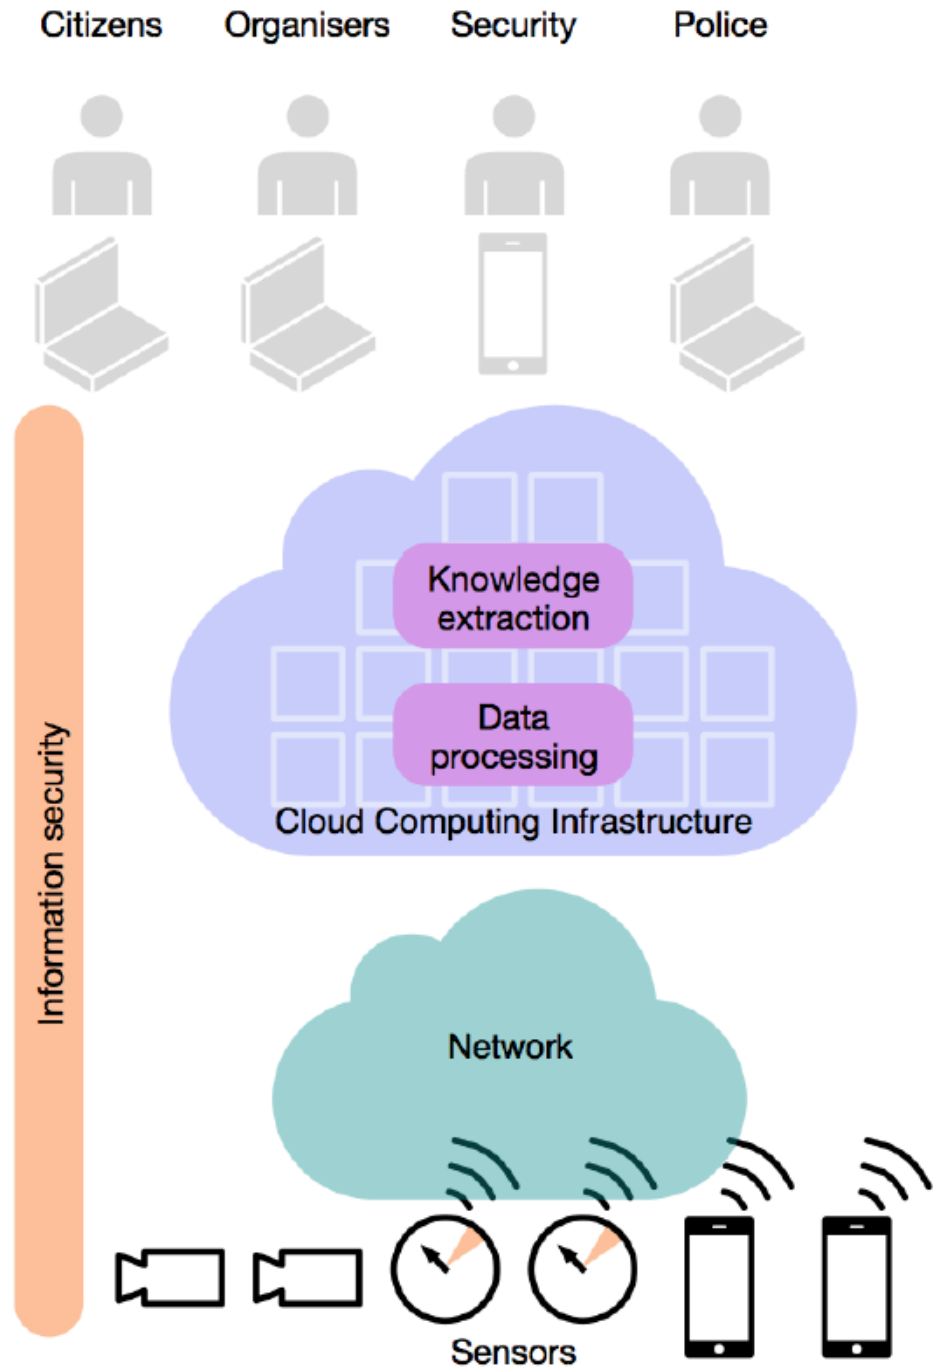 Citizens
Organisers
Security
Police
Knowledge
extraction
Data
processing
Cloud Computing Infrastructure
Information security
Network
Sensors